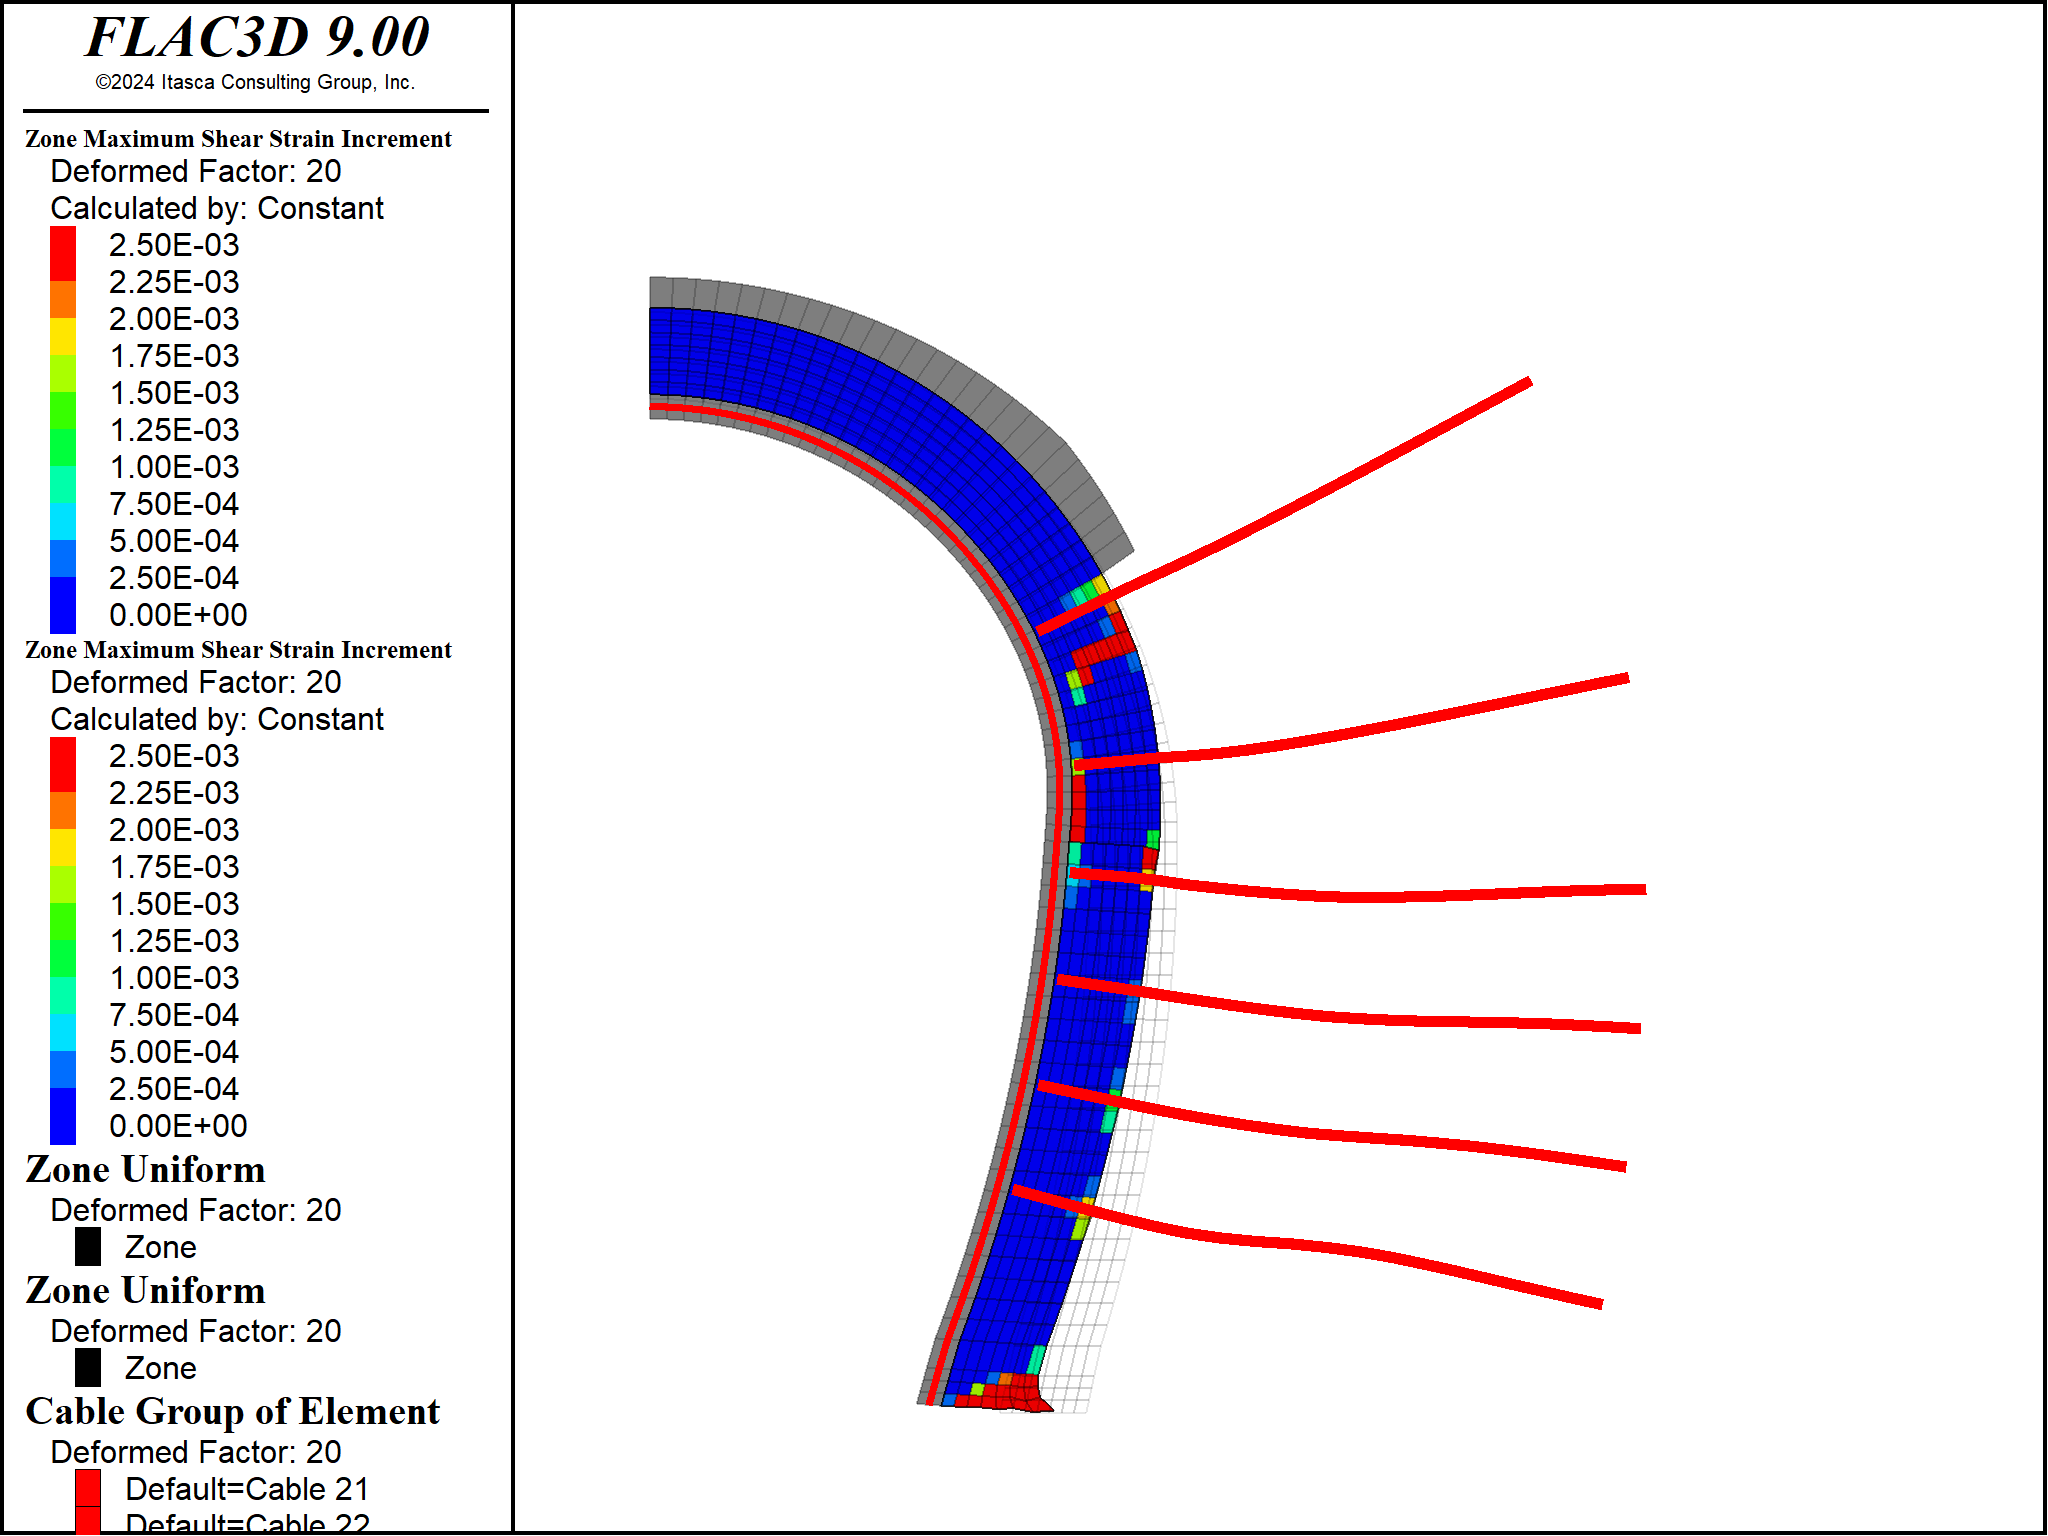 FLAC3D 9.00
©2024 Itasca Consulting Group, Inc.
Zone Maximum Shear Strain Increment
Deformed Factor: 20
Calculated by: Constant
2.50E-03
2.25E-03
2.00E-03
1.75E-03
1.50E-03
1.25E-03
1.00E-03
7.50E-04
5.00E-04
2.50E-04
0.00E+00
Zone Maximum Shear Strain Increment
Deformed Factor: 20
Calculated by: Constant
2.50E-03
2.25E-03
2.00E-03
1.75E-03
1.50E-03
1.25E-03
1.00E-03
7.50E-04
5.00E-04
2.50E-04
0.00E+00
Zone Uniform
Deformed Factor: 20
Zone
Zone Uniform
Deformed Factor: 20
Zone
Cable Group of Element
Deformed Factor: 20
Default=Cable 21
Default=Cable 22